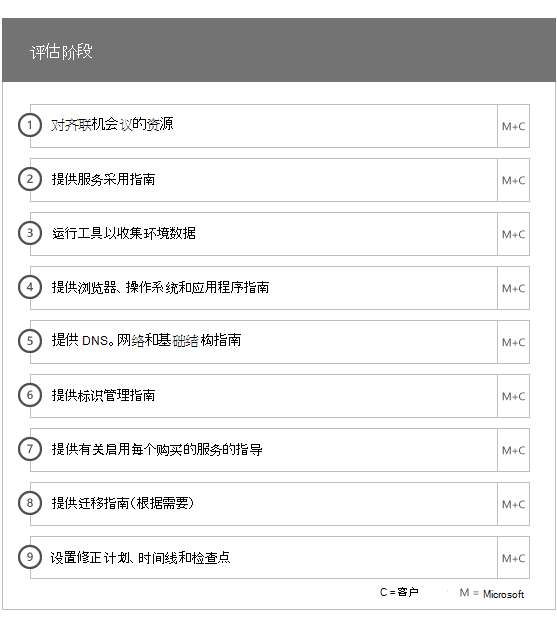 评估阶段
1 对齐联机会议的资源 M+C
2 提供服务采用指南 M+C
3 运行工具以收集环境数据 M+C
4 提供浏览器、操作系统和应用程序指南 M+C
5 提供 DNS。网络和基础结构指南 M+C
6 提供标识管理指南 M+C
7 提供有关启用每个购买的服务的指导 M+C
8 提供迁移指南(根据需要) M+C
9 设置修正计划、时间线和检查点 M+C
C = 客户 M = Microsoft